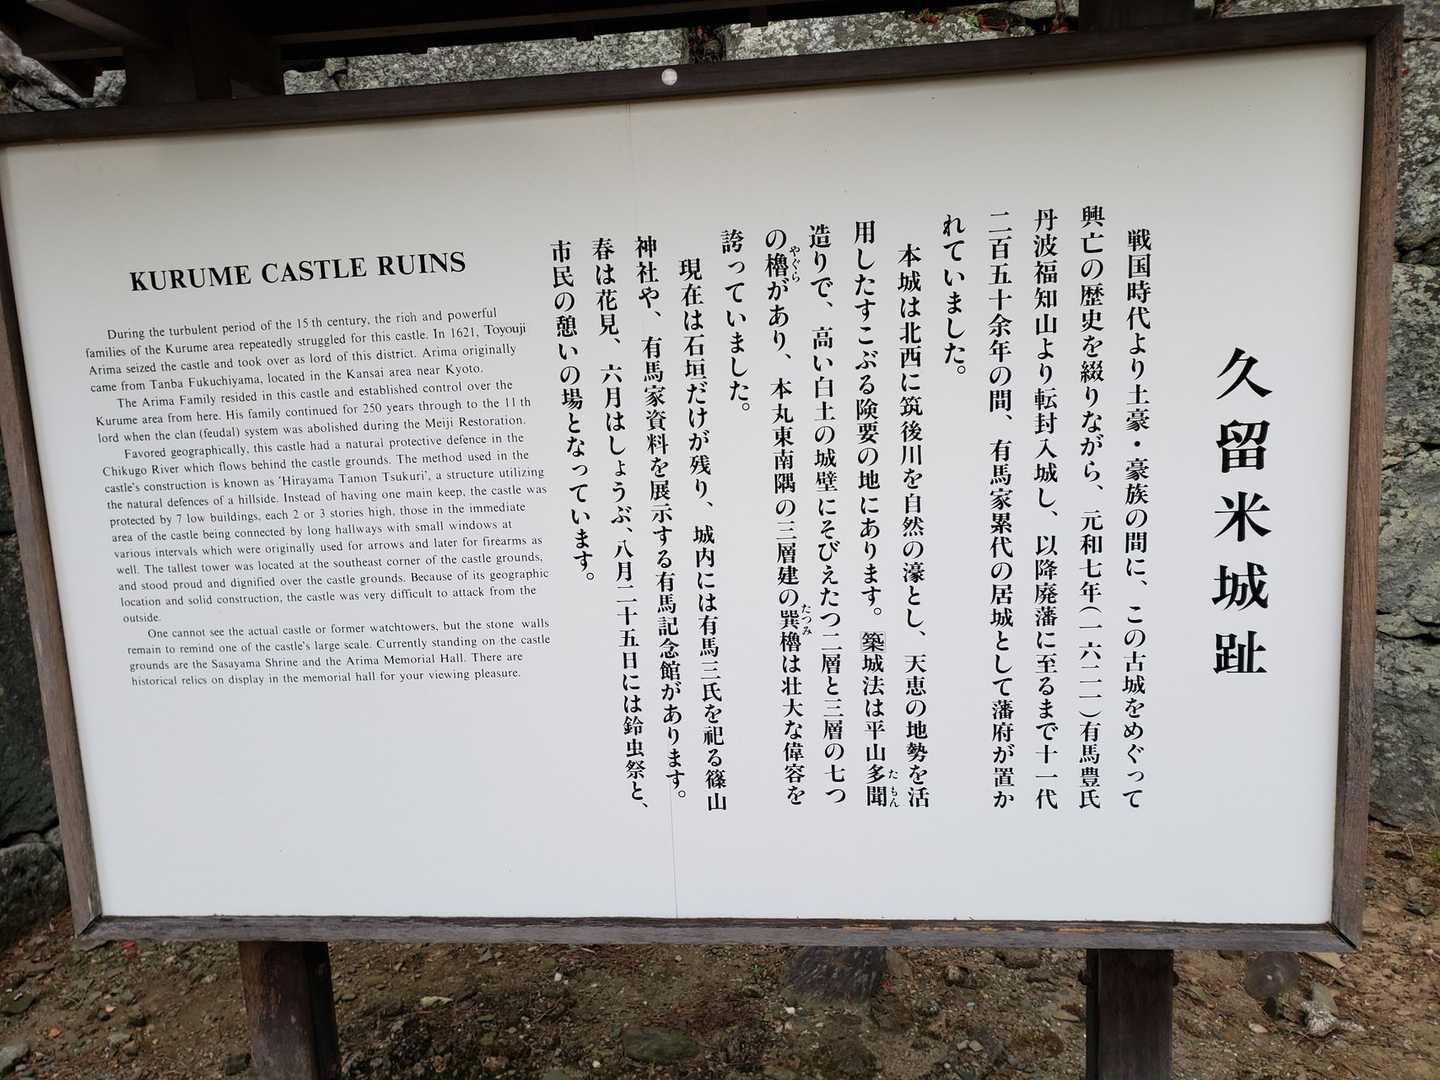 久留米城趾
戦国時代より土豪・豪族の間に、この古城をめぐって
興亡の歴史を綴りながら、元和七年(一六二一)有馬豊氏
丹波福知山より転封入城し、以降廃藩に至るまで十一代
二百五十余年の間、有馬家累代の居城として藩府が置か
れていました。
本城は北西に筑後川を自然の濠とし、天恵の地勢を活
用したすこぶる険要の地にあります。築城法は平山多聞
たもん
造りで、高い白土の城壁にそびえたつ二層と三層の七つ
の櫓があり、本丸東南隅の三層建の巽櫓は壮大な偉容を
やぐら
たつみ
誇っていました。
現在は石垣だけが残り、城内には有馬三氏を祀る篠山
神社や、有馬家資料を展示する有馬記念館があります。
春は花見、六月はしょうぶ、八月二十五日には鈴虫祭と、
市民の憩いの場となっています。
KURUME CASTLE RUINS
During the turbulent period of the 15th century, the rich and powerful
families of the Kurume area repeatedly struggled for this castle. In 1621, Toyouji
Arima seized the castle and took over as lord of this district. Arima originally
came from Tanba Fukuchiyama, located in the Kansai area near Kyoto.
The Arima Family resided in this castle and established control over the
Kurume area from here. His family continued for 250 years through to the 11th
lord when the clan (feudal) system was abolished during the Meiji Restoration.
Favored geographically, this castle had a natural protective defence in the
Chikugo River which flows behind the castle grounds. The method used in the
castle's construction is known as 'Hirayama Tamon Tsukuri', a structure utilizing
the natural defences of a hillside. Instead of having one main keep, the castle was
protected by 7 low buildings, each 2 or 3 stories high, those in the immediate
area of the castle being connected by long hallways with small windows at
various intervals which were originally used for arrows and later for firearms as
well. The tallest tower was located at the southeast corner of the castle grounds,
and stood proud and dignified over the castle grounds. Because of its geographic
location and solid construction, the castle was very difficult to attack from the
outside.
One cannot see the actual castle or former watchtowers, but the stone walls
remain to remind one of the castle's large scale. Currently standing on the castle
grounds are the Sasayama Shrine and the Arima Memorial Hall. There are
historical relics on display in the memorial hall for your viewing pleasure.